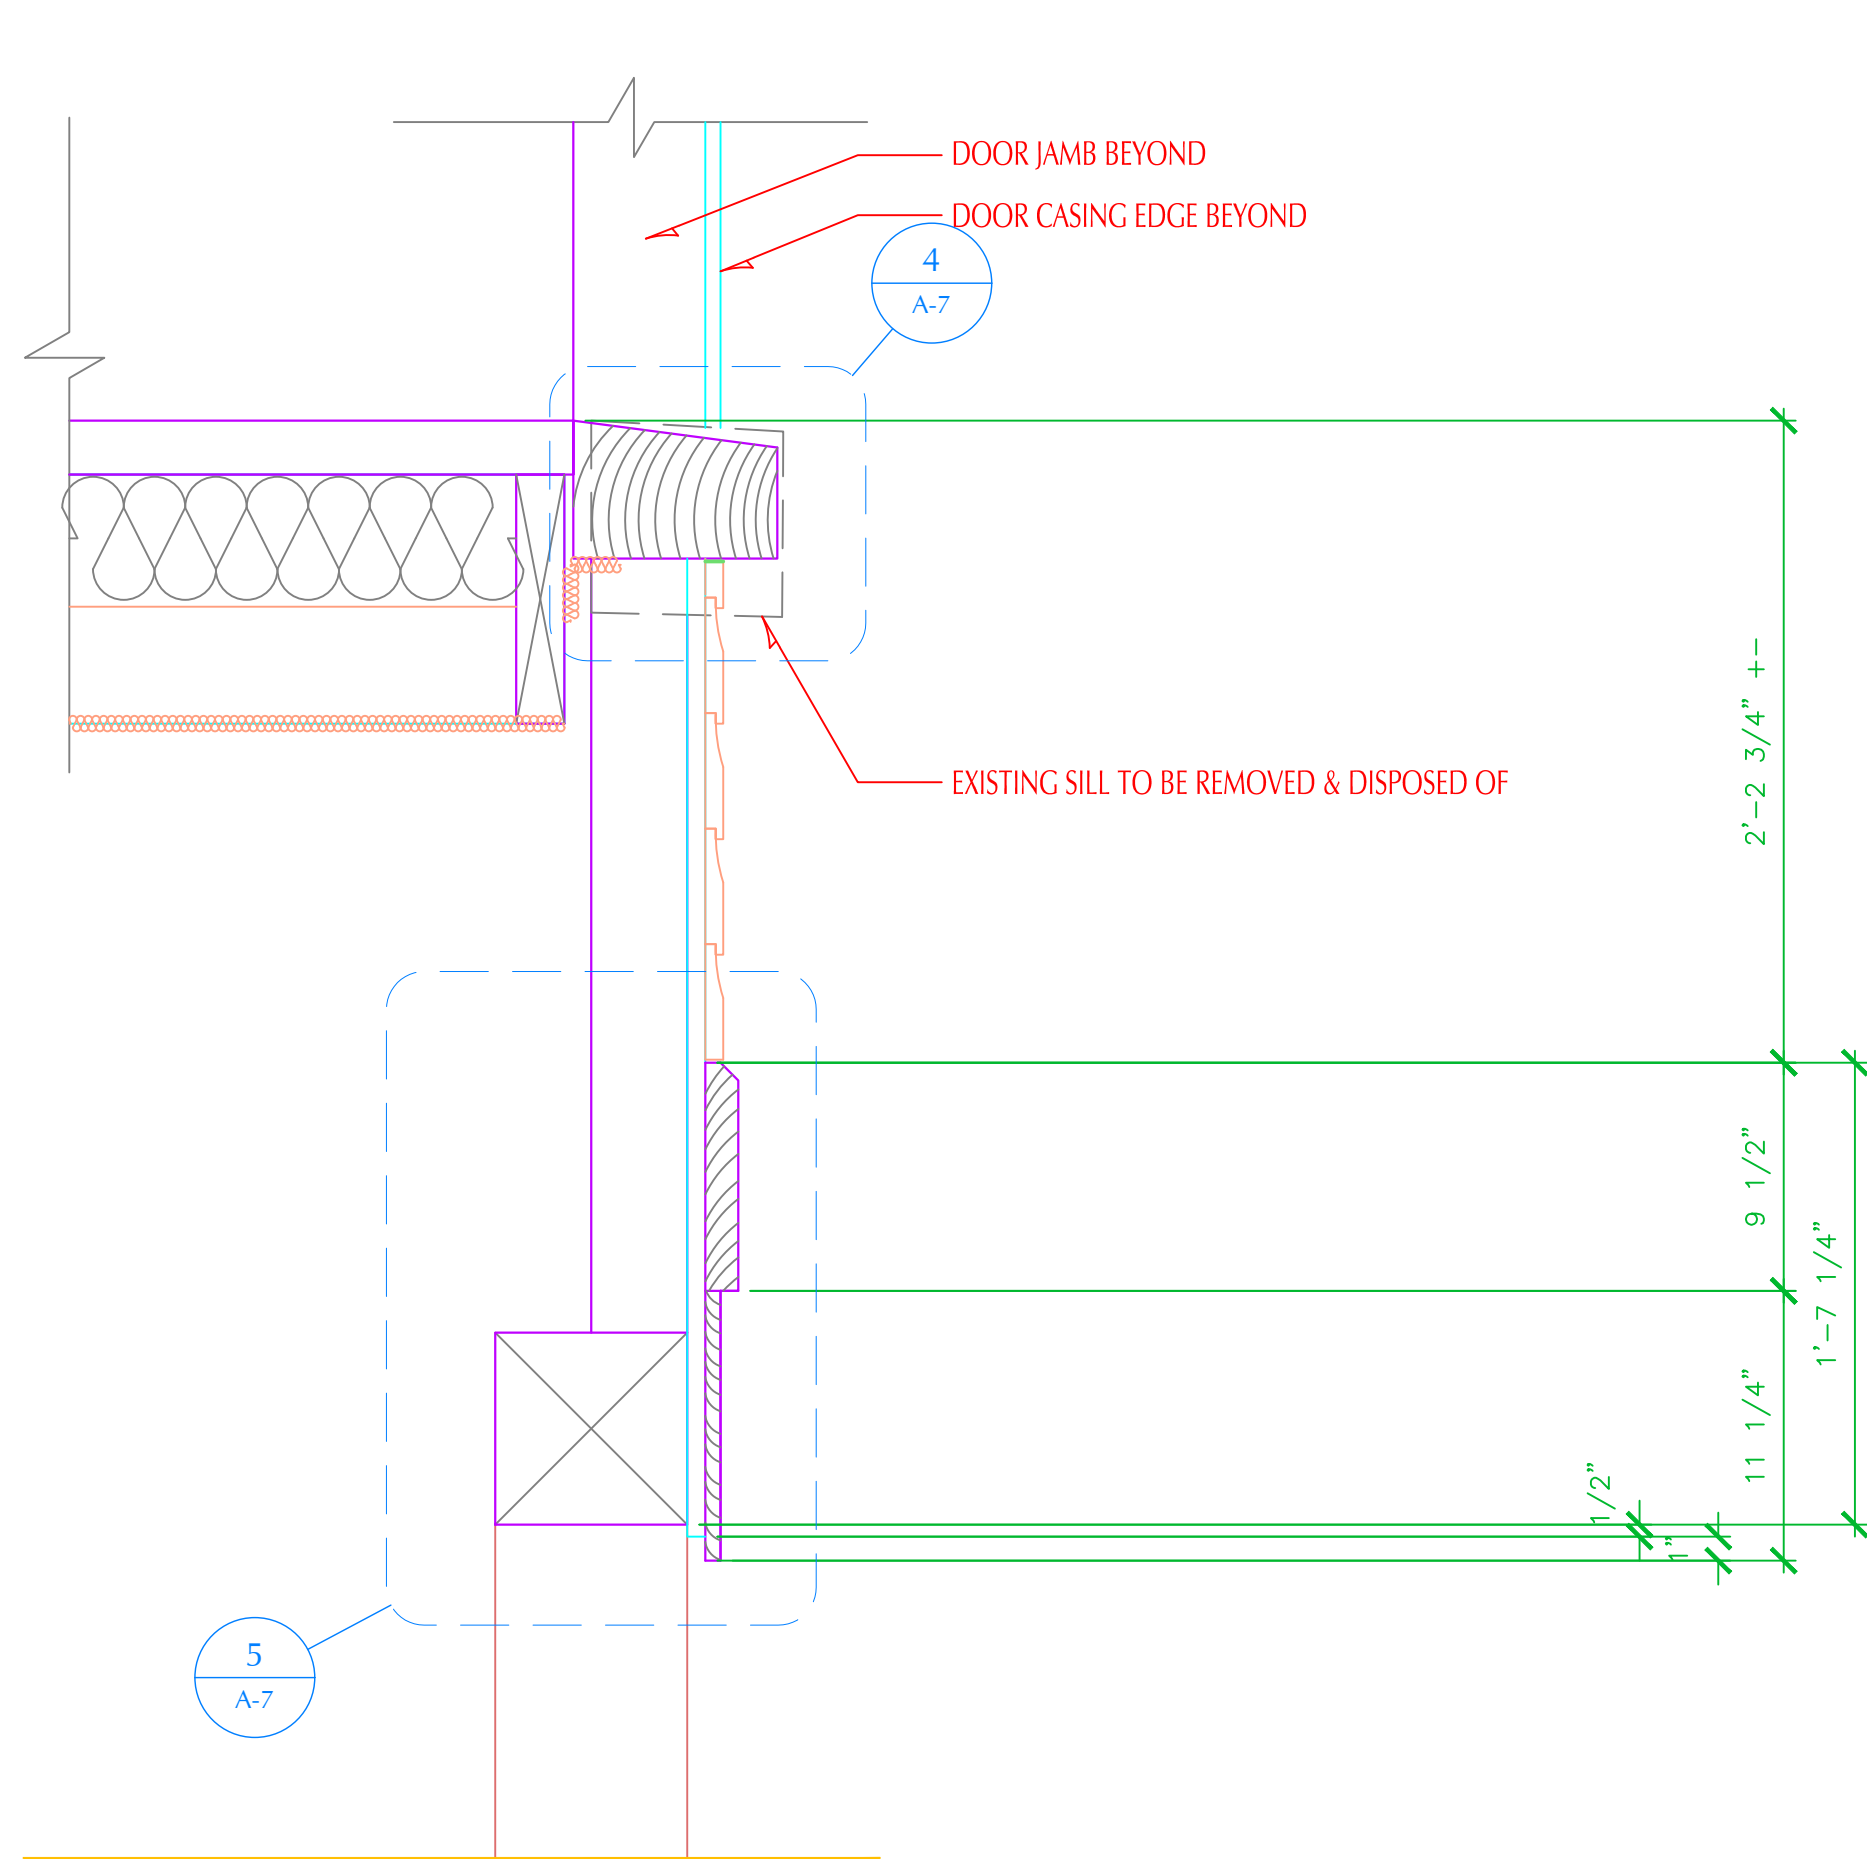 DOOR JAMB BEYOND
DOOR CASING EDGE BEYOND
4
A-7
EXISTING SILL TO BE REMOVED & DISPOSED OF
2'-2 3/4" +-
9 1/2"
1'-7 1/4"
11 1/4"
1/2"
1"
5
A-7